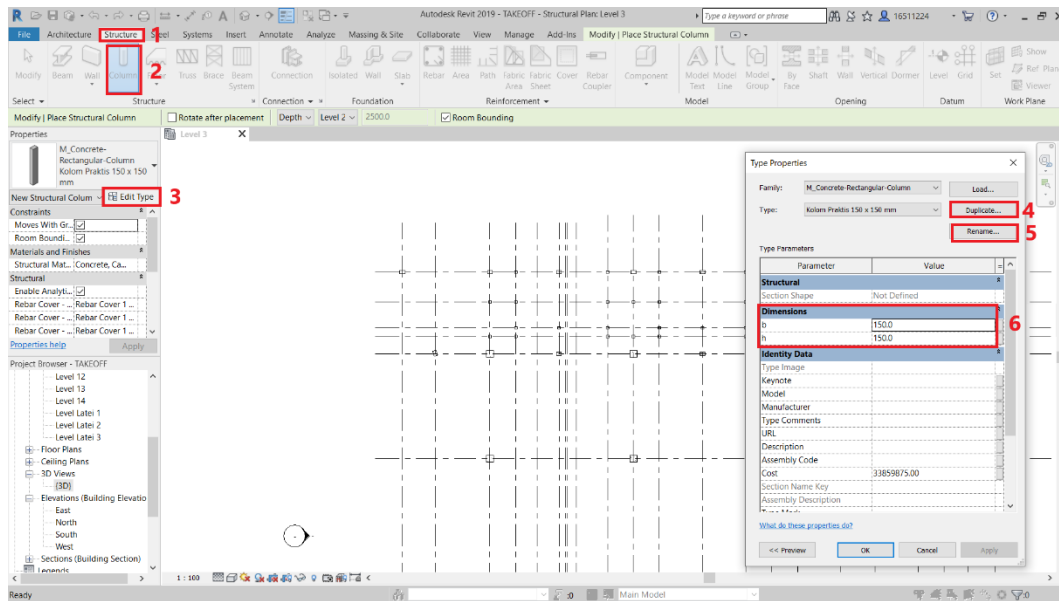 Autodesk Revit 2019 - TAKEOFF - Structural Plan: Level 3
Type a keyword or phrase
16511224
File Architecture Structure Steel Systems Insert Annotate Analyze Massing & Site Collaborate View Manage Add-Ins Modify | Place Structural Column
1
2
Modify Beam Wall Column Floor Truss Brace Beam System Connection Isolated Wall Slab Rebar Area Path Fabric Area Fabric Sheet Cover Rebar Coupler Component Model Text Model Line Model Group By Face Shaft Wall Vertical Dormer Level Grid Set Show
Ref Plan
Viewer
Select Structure Connection Foundation Reinforcement Model Opening Datum Work Plane
Modify | Place Structural Column Rotate after placement Depth Level 2 2500.0 Room Bounding
Properties
Level 3 X
M_Concrete-
Rectangular-Column
Kolom Praktis 150 x 150
mm
New Structural Colum Edit Type 3
Constraints
Moves With Gr...
Room Boundi...
Materials and Finishes
Structural Mat... Concrete, Ca...
Structural
Enable Analyti...
Rebar Cover - ... Rebar Cover 1 ...
Rebar Cover - ... Rebar Cover 1 ...
Rebar Cover - ... Rebar Cover 1 ...
Properties help Apply
Project Browser - TAKEOFF
Level 12
Level 13
Level 14
Level Latei 1
Level Latei 2
Level Latei 3
Floor Plans
Ceiling Plans
3D Views
{3D}
Elevations (Building Elevatio
East
North
South
West
Sections (Building Section)
Legends
Type Properties
Family: M_Concrete-Rectangular-Column Load...
Type: Kolom Praktis 150 x 150 mm Duplicate... 4
Rename... 5
Type Parameters
Parameter Value =
Structural
Section Shape Not Defined
Dimensions
b 150.0
h 150.0
6
Identity Data
Type Image
Keynote
Model
Manufacturer
Type Comments
URL
Description
Assembly Code
Cost 33859875.00
Section Name Key
Assembly Description
Type Mark
What do these properties do?
<< Preview OK Cancel Apply
1 : 100
Ready
:0 Main Model
:0